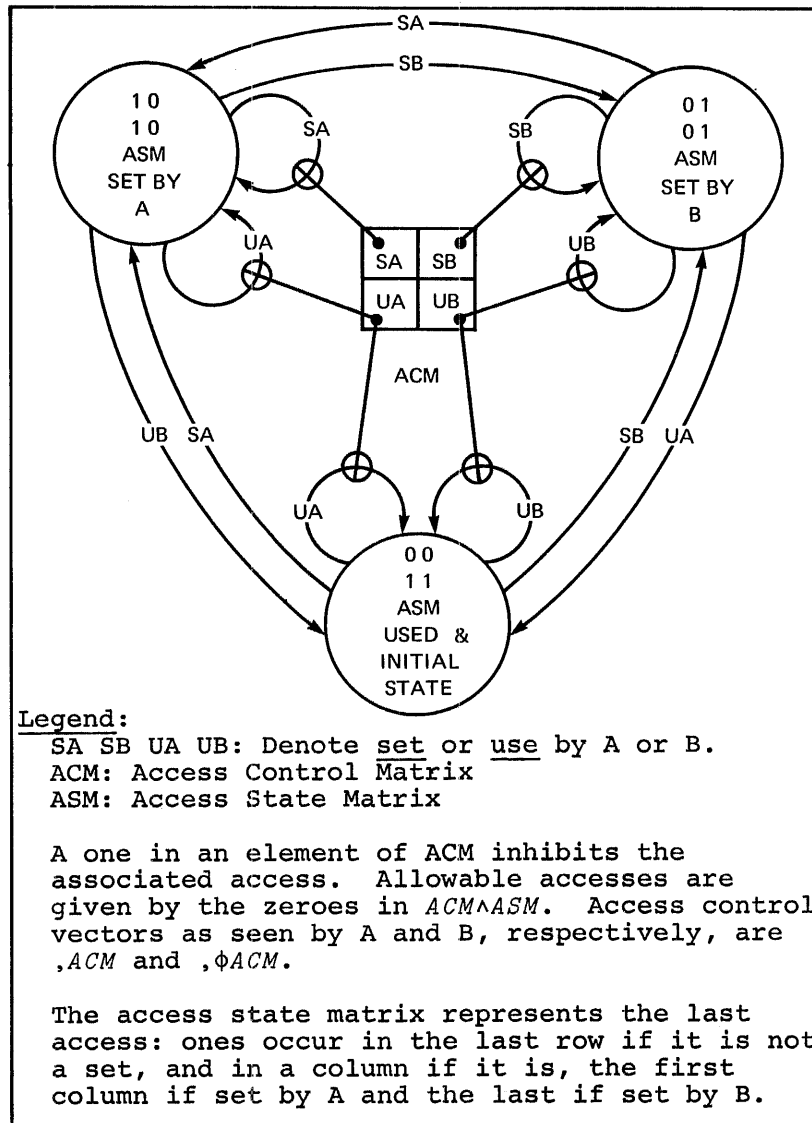 SA
SB
1 0
1 0
ASM
SET BY
A
0 1
0 1
ASM
SET BY
B
SA
SB
UA
UB
SA SB
UA UB
ACM
UB SA
SB UA
UA
UB
0 0
1 1
ASM
USED &
INITIAL
STATE
Legend:
SA SB UA UB: Denote set or use by A or B.
ACM: Access Control Matrix
ASM: Access State Matrix
A one in an element of ACM inhibits the
associated access. Allowable accesses are
given by the zeroes in ACM∧ASM. Access control
vectors as seen by A and B, respectively, are
,ACM and ,⌽ACM.
The access state matrix represents the last
access: ones occur in the last row if it is not
a set, and in a column if it is, the first
column if set by A and the last if set by B.